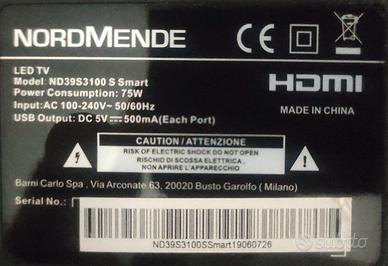 NORDMENDE
CE
LED TV
Model: ND39S3100 S Smart
Power Consumption: 75W
Input: AC 100-240V~ 50/60Hz
USB Output: DC 5V⎓500mA(Each Port)
HDMI
MADE IN CHINA
CAUTION / ATTENZIONE
RISK OF ELECTRIC SHOCK DO NOT OPEN
RISCHIO DI SCOSSA ELETTRICA ,
NON APRIRE
Barni Carlo Spa , Via Arconate 63, 20020 Busto Garolfo ( Milano)
Serial No.:
ND39S3100SSmart19060726
subito